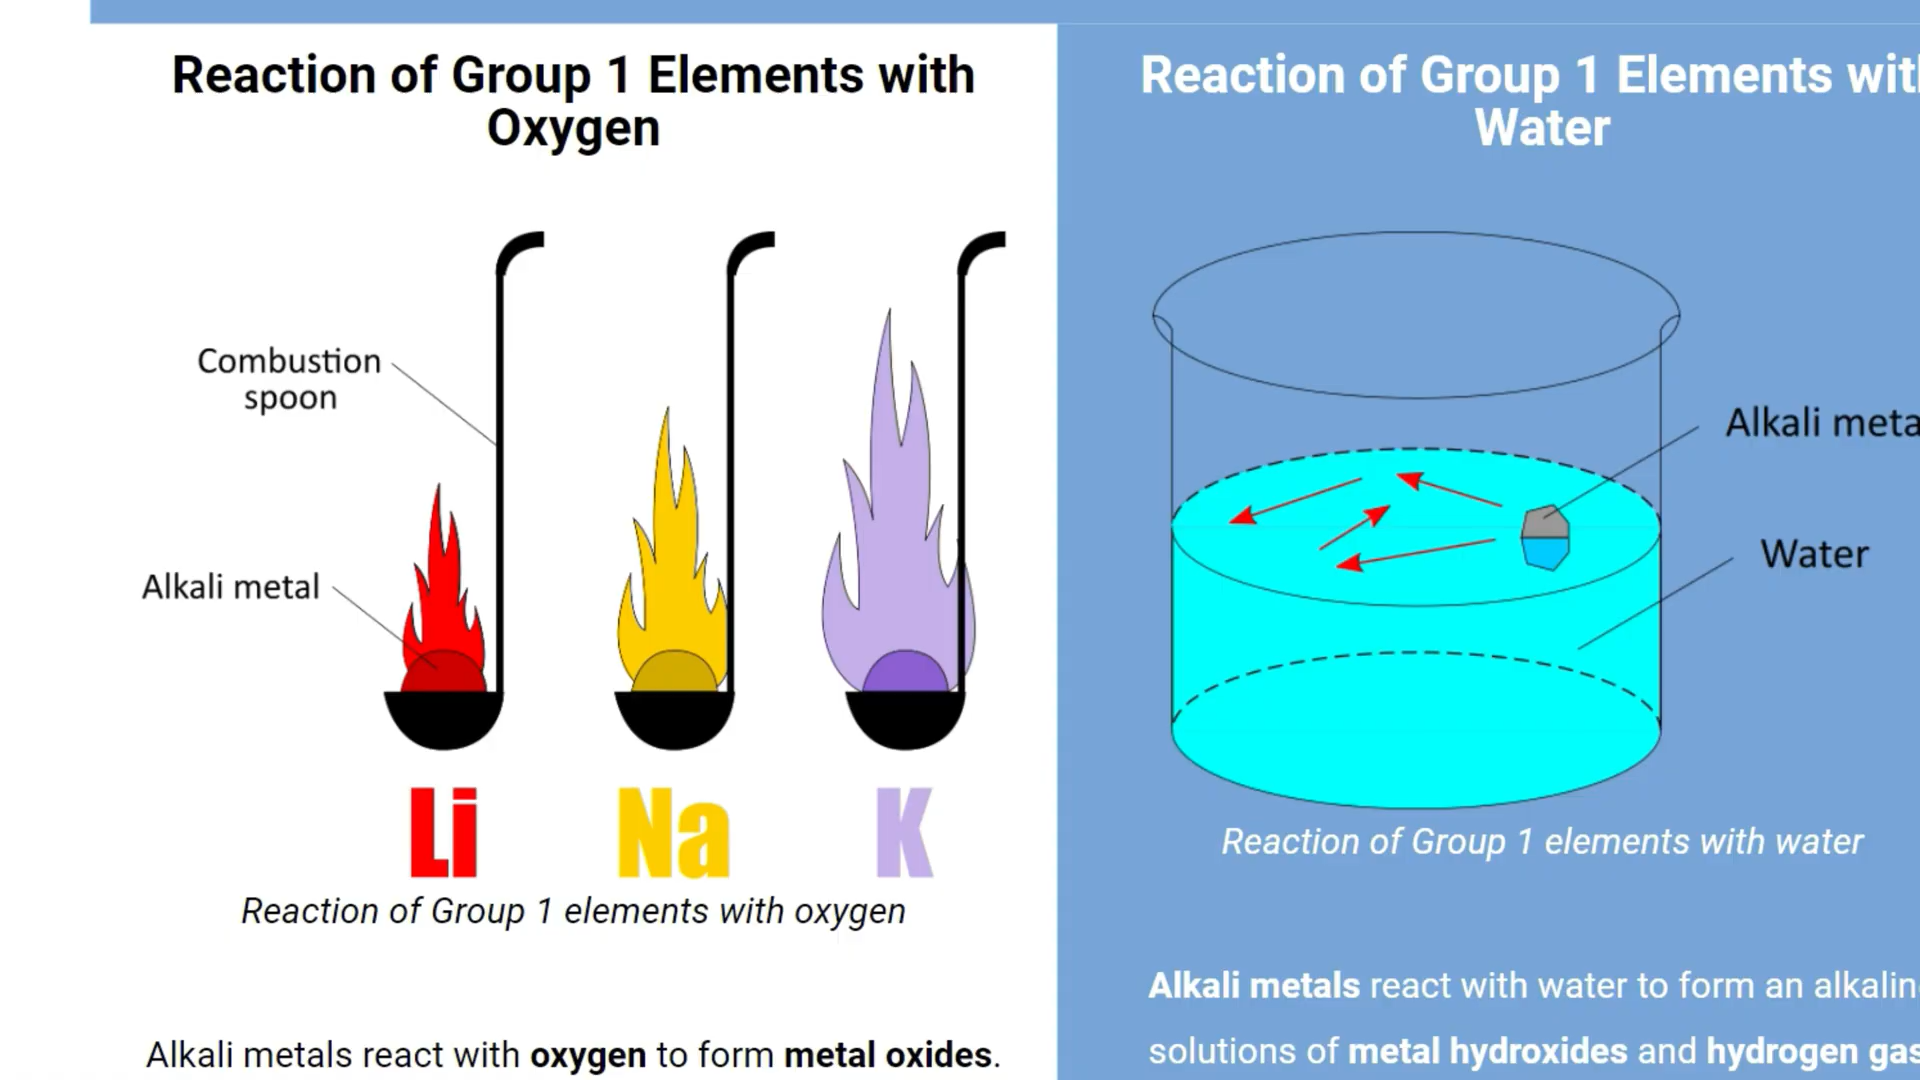 Reaction of Group 1 Elements with
Oxygen
Combustion
spoon
Alkali metal
Li
Na
K
Reaction of Group 1 elements with oxygen
Alkali metals react with oxygen to form metal oxides.
Reaction of Group 1 Elements wit
Water
Alkali meta
Water
Reaction of Group 1 elements with water
Alkali metals react with water to form an alkalin
solutions of metal hydroxides and hydrogen gas